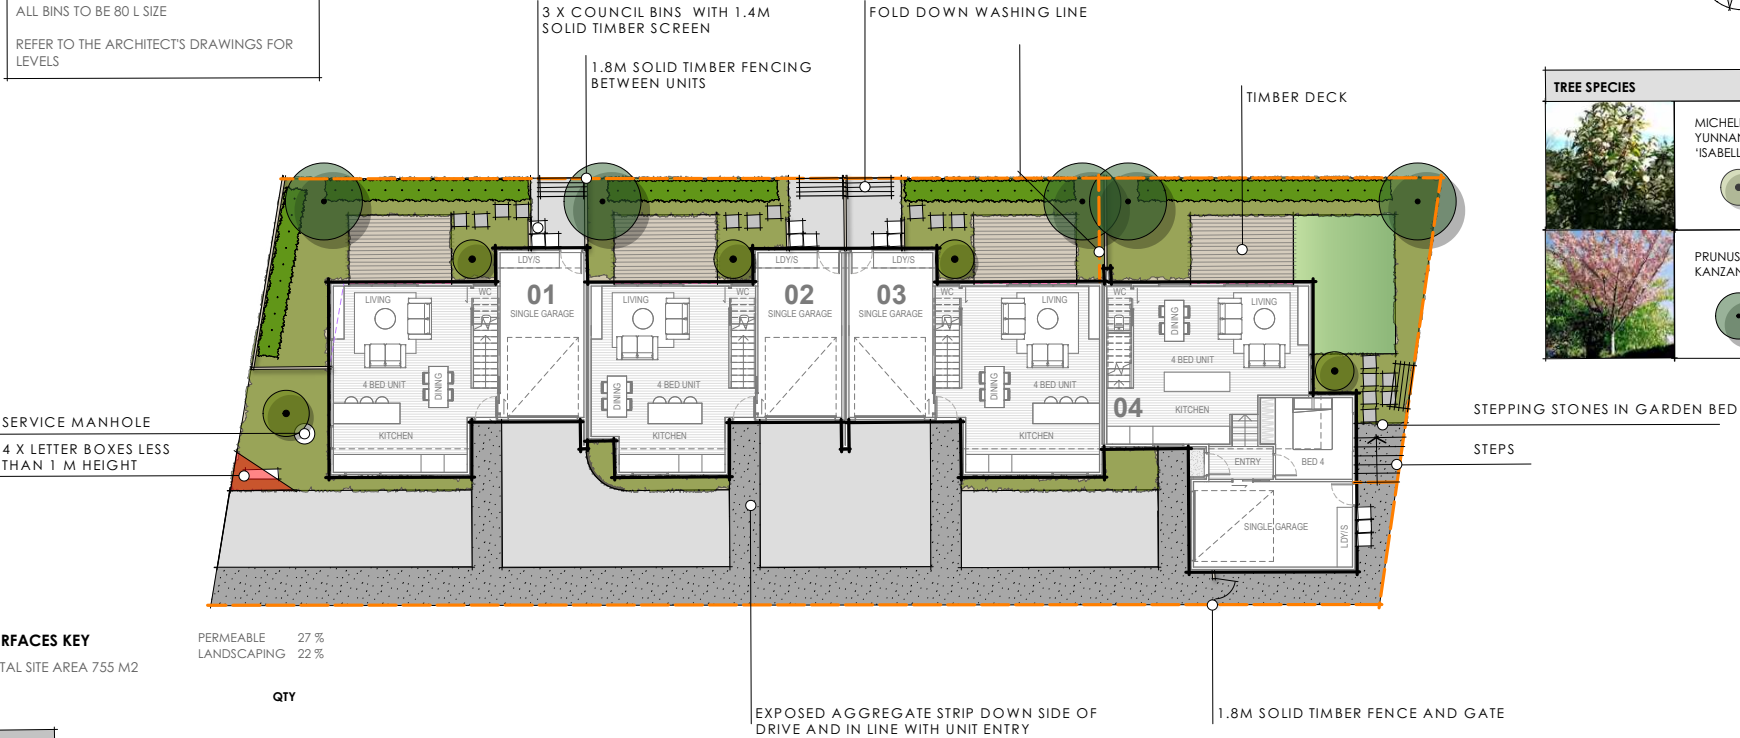 ALL BINS TO BE 80 L SIZE
REFER TO THE ARCHITECT'S DRAWINGS FOR
LEVELS
3 X COUNCIL BINS WITH 1.4M
SOLID TIMBER SCREEN
1.8M SOLID TIMBER FENCING
BETWEEN UNITS
FOLD DOWN WASHING LINE
TIMBER DECK
TREE SPECIES
MICHELI
YUNNAN
'ISABELL
PRUNUS
KANZAN
LDY/S
LDY/S
LDY/S
LIVING
WC
01
SINGLE GARAGE
LIVING
WC
02
SINGLE GARAGE
03
SINGLE GARAGE
WC
LIVING
WC
DINING
LIVING
4 BED UNIT
DINING
KITCHEN
DINING
4 BED UNIT
KITCHEN
DINING
4 BED UNIT
KITCHEN
4 BED UNIT
04
KITCHEN
ENTRY
BED 4
SINGLE GARAGE
LDY/S
SERVICE MANHOLE
4 X LETTER BOXES LESS
THAN 1 M HEIGHT
STEPPING STONES IN GARDEN BED
STEPS
RFACES KEY
TAL SITE AREA 755 M2
PERMEABLE 27 %
LANDSCAPING 22 %
QTY
EXPOSED AGGREGATE STRIP DOWN SIDE OF
DRIVE AND IN LINE WITH UNIT ENTRY
1.8M SOLID TIMBER FENCE AND GATE